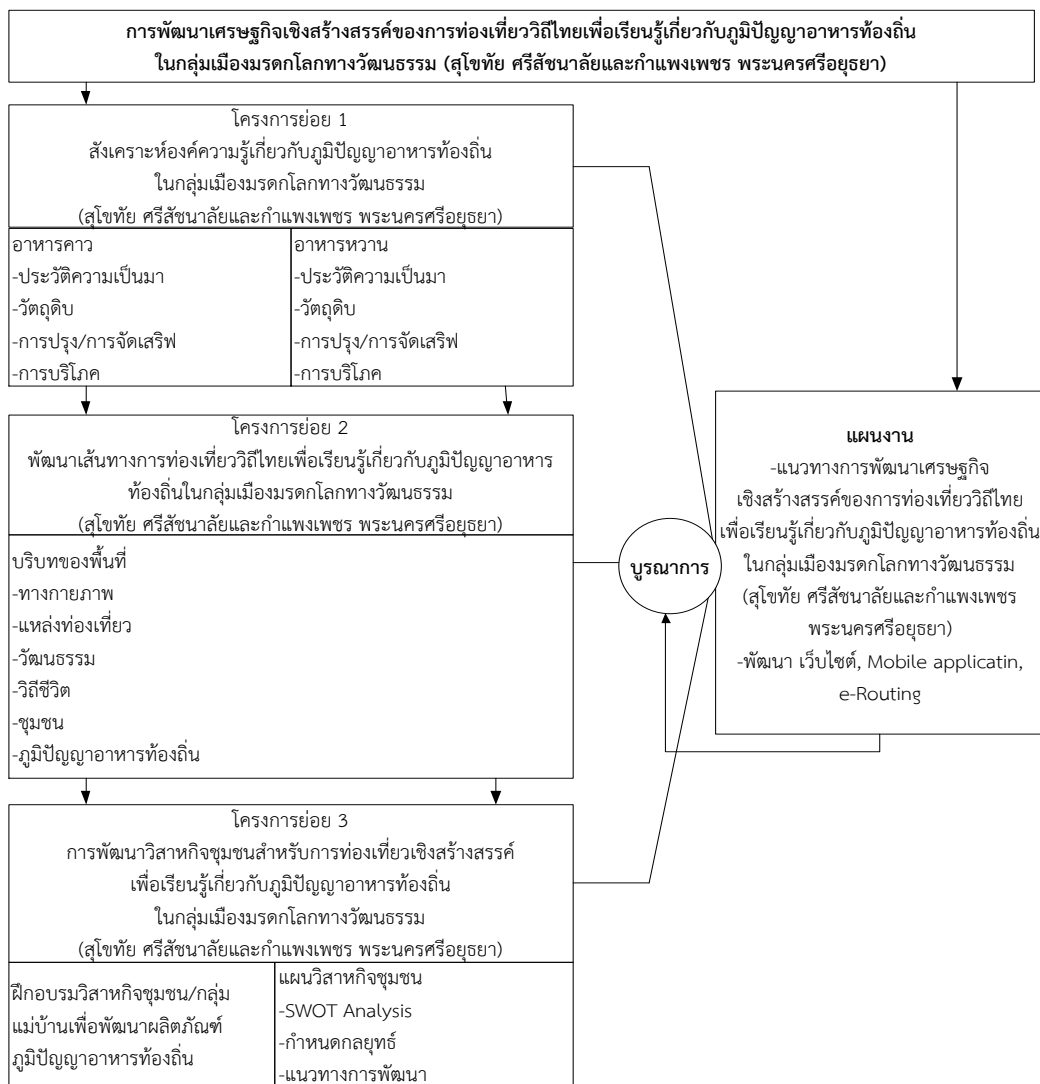 การพัฒนาเศรษฐกิจเชิงสร้างสรรค์ของการท่องเที่ยววิถีไทยเพื่อเรียนรู้เกี่ยวกับภูมิปัญญาอาหารท้องถิ่น
ในกลุ่มเมืองมรดกโลกทางวัฒนธรรม (สุโขทัย ศรีสัชนาลัยและกำแพงเพชร พระนครศรีอยุธยา)
โครงการย่อย 1
สังเคราะห์องค์ความรู้เกี่ยวกับภูมิปัญญาอาหารท้องถิ่น
ในกลุ่มเมืองมรดกโลกทางวัฒนธรรม
(สุโขทัย ศรีสัชนาลัยและกำแพงเพชร พระนครศรีอยุธยา)
อาหารคาว
-ประวัติความเป็นมา
-วัตถุดิบ
-การปรุง/การจัดเสริฟ
-การบริโภค
อาหารหวาน
-ประวัติความเป็นมา
-วัตถุดิบ
-การปรุง/การจัดเสริฟ
-การบริโภค
โครงการย่อย 2
พัฒนาเส้นทางการท่องเที่ยววิถีไทยเพื่อเรียนรู้เกี่ยวกับภูมิปัญญาอาหาร
ท้องถิ่นในกลุ่มเมืองมรดกโลกทางวัฒนธรรม
(สุโขทัย ศรีสัชนาลัยและกำแพงเพชร พระนครศรีอยุธยา)
บริบทของพื้นที่
-ทางกายภาพ
-แหล่งท่องเที่ยว
-วัฒนธรรม
-วิถีชีวิต
-ชุมชน
-ภูมิปัญญาอาหารท้องถิ่น
บูรณาการ
แผนงาน
-แนวทางการพัฒนาเศรษฐกิจ
เชิงสร้างสรรค์ของการท่องเที่ยววิถีไทย
เพื่อเรียนรู้เกี่ยวกับภูมิปัญญาอาหารท้องถิ่น
ในกลุ่มเมืองมรดกโลกทางวัฒนธรรม
(สุโขทัย ศรีสัชนาลัยและกำแพงเพชร
พระนครศรีอยุธยา)
-พัฒนา เว็บไซต์, Mobile applicatin,
e-Routing
โครงการย่อย 3
การพัฒนาวิสาหกิจชุมชนสำหรับการท่องเที่ยวเชิงสร้างสรรค์
เพื่อเรียนรู้เกี่ยวกับภูมิปัญญาอาหารท้องถิ่น
ในกลุ่มเมืองมรดกโลกทางวัฒนธรรม
(สุโขทัย ศรีสัชนาลัยและกำแพงเพชร พระนครศรีอยุธยา)
ฝึกอบรมวิสาหกิจชุมชน/กลุ่ม
แม่บ้านเพื่อพัฒนาผลิตภัณฑ์
ภูมิปัญญาอาหารท้องถิ่น
แผนวิสาหกิจชุมชน
-SWOT Analysis
-กำหนดกลยุทธ์
-แนวทางการพัฒนา